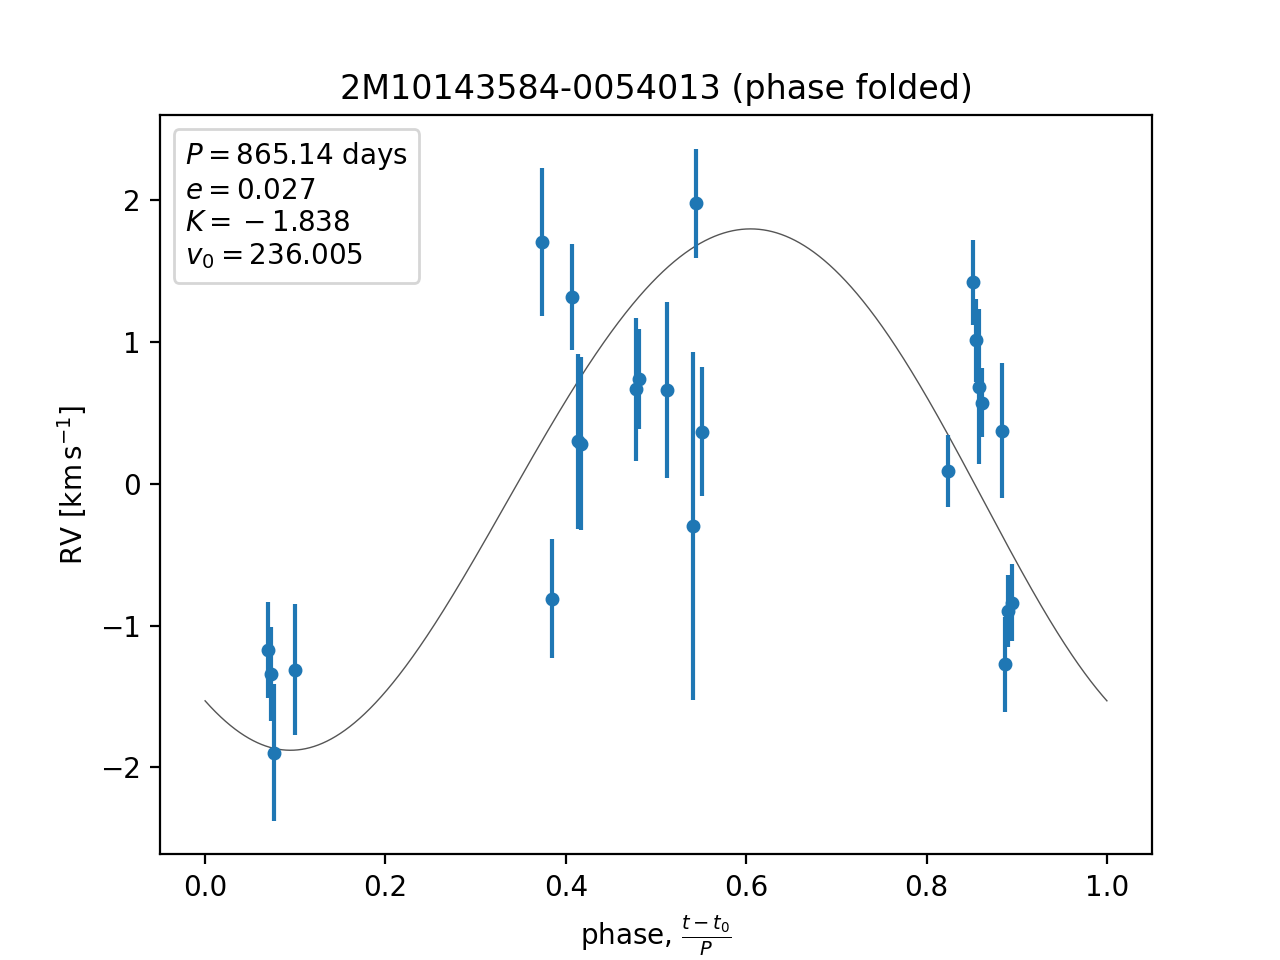 2M10143584-0054013 (phase folded)
P = 865.14 days
e = 0.027
K = −1.838
v₀ = 236.005
2
1
0
−1
−2
RV [km s⁻¹]
0.0 0.2 0.4 0.6 0.8 1.0
phase, (t − t₀)/P